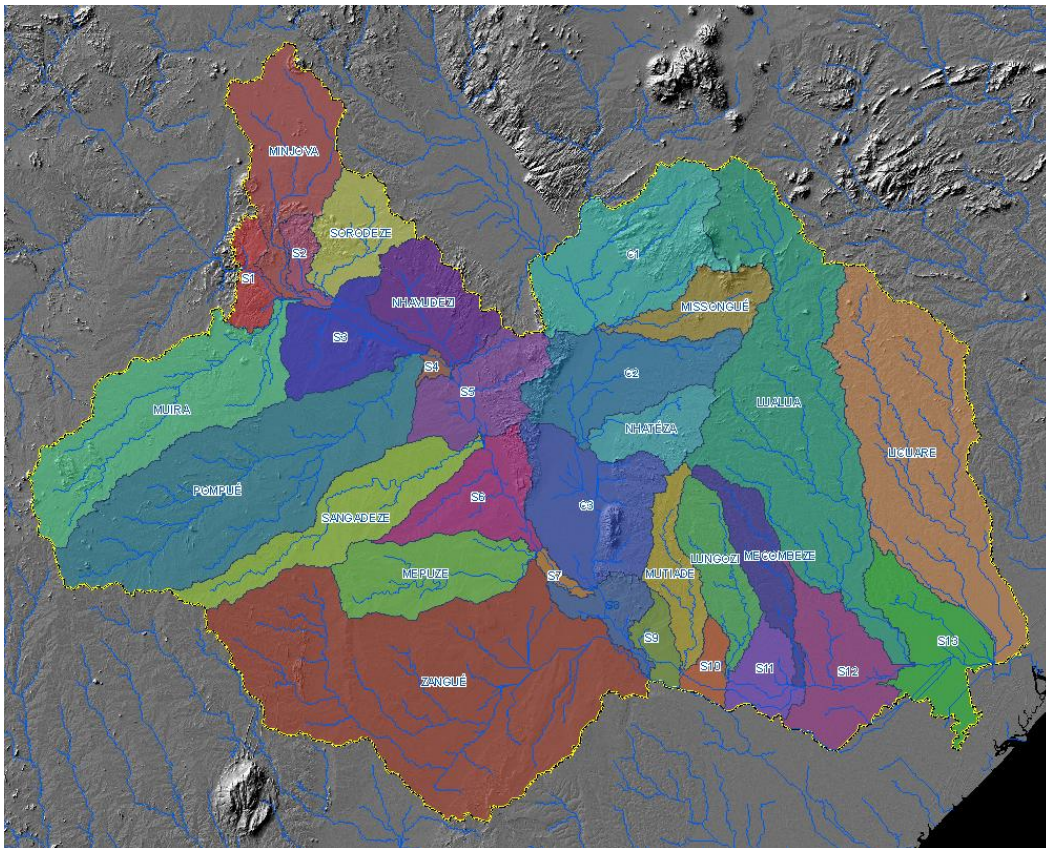 MINJOVA
SORODEZE
S2
S1
C1
NHAVUDEZI
MISSONGUÉ
S3
S4
C2
S5
LUALUA
MUIRA
NHATÉZA
LICUARE
POMPUÉ
S6
C3
SANGADEZE
MECOMBEZE
LUNGOZI
MEPUZE
MUTIADE
S7
S8
S9
S13
S10
S11
S12
ZANGUÉ